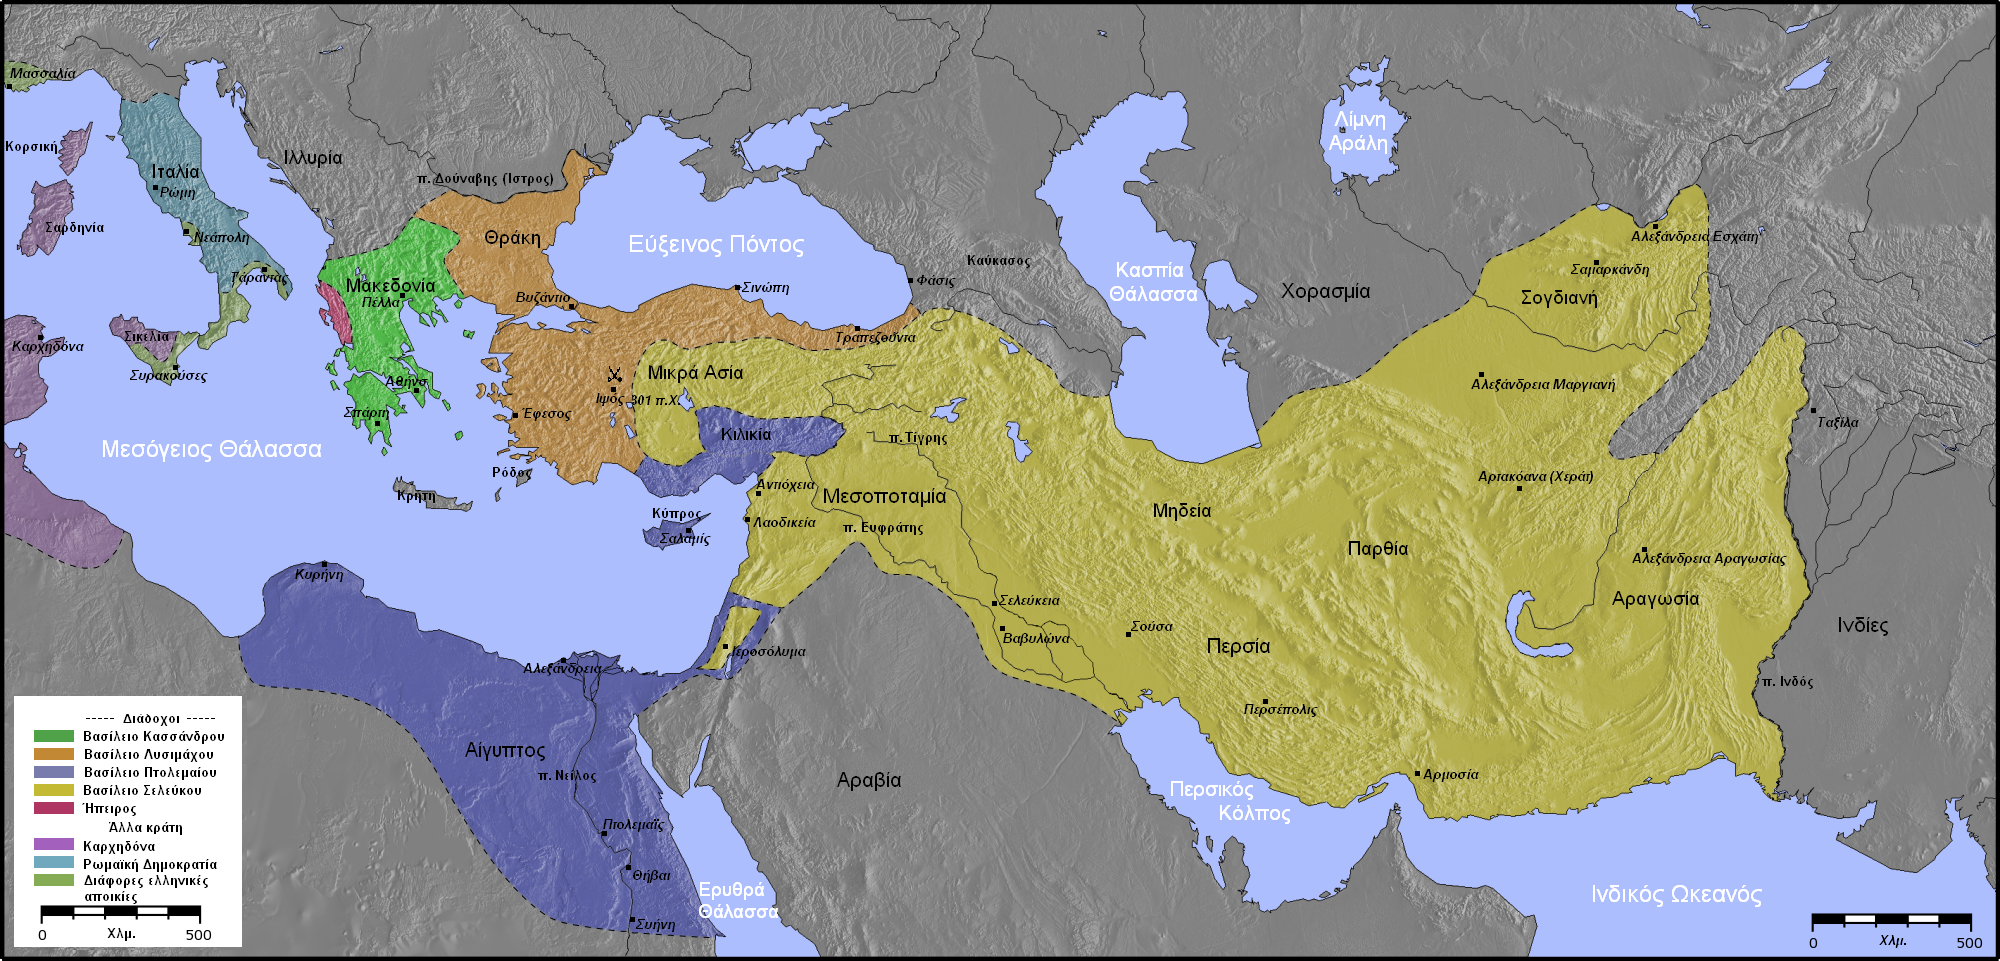 Μασσαλία
Κορσική
Ιταλία
Ρώμη
Σαρδηνία
Νεάπολη
Τάραντας
Καρχηδόνα
Σικελία
Συρακούσες
Ιλλυρία
π. Δούναβης (Ιστρος)
Θράκη
Μακεδονία
Πέλλα
Βυζάντιο
Αθήνα
Σπάρτη
Έφεσος
Ιψός 301 π.Χ.
Μικρά Ασία
Κιλικία
Ρόδος
Κρήτη
Κύπρος
Σαλαμίς
Εύξεινος Πόντος
Σινώπη
Τραπεζούντα
Φάσις
Καύκασος
Κασπία
Θάλασσα
Λίμνη
Αράλη
Χορασμία
Σογδιανή
Σαμαρκάνδη
Αλεξάνδρεια Εσχάτη
Αλεξάνδρεια Μαργιανή
Ταξίλα
Αρτακόανα (Χεράτ)
Αλεξάνδρεια Αραγωσίας
Αραγωσία
Ινδίες
π. Ινδός
Μεσόγειος Θάλασσα
Αντιόχεια
Λαοδικεία
Μεσοποταμία
π. Τίγρης
π. Ευφράτης
Μηδεία
Παρθία
Σελεύκεια
Βαβυλώνα
Σούσα
Περσία
Περσέπολις
Αρμοσία
Κυρήνη
Αλεξάνδρεια
Ιεροσόλυμα
Αίγυπτος
π. Νείλος
Πτολεμαΐς
Θήβαι
Συήνη
Ερυθρά
Θάλασσα
Αραβία
Περσικός
Κόλπος
Ινδικός Ωκεανός
----- Διάδοχοι -----
Βασίλειο Κασσάνδρου
Βασίλειο Λυσιμάχου
Βασίλειο Πτολεμαίου
Βασίλειο Σελεύκου
Ήπειρος
Άλλα κράτη
Καρχηδόνα
Ρωμαϊκή Δημοκρατία
Διάφορες ελληνικές
αποικίες
0 Χλμ. 500
0 Χλμ. 500